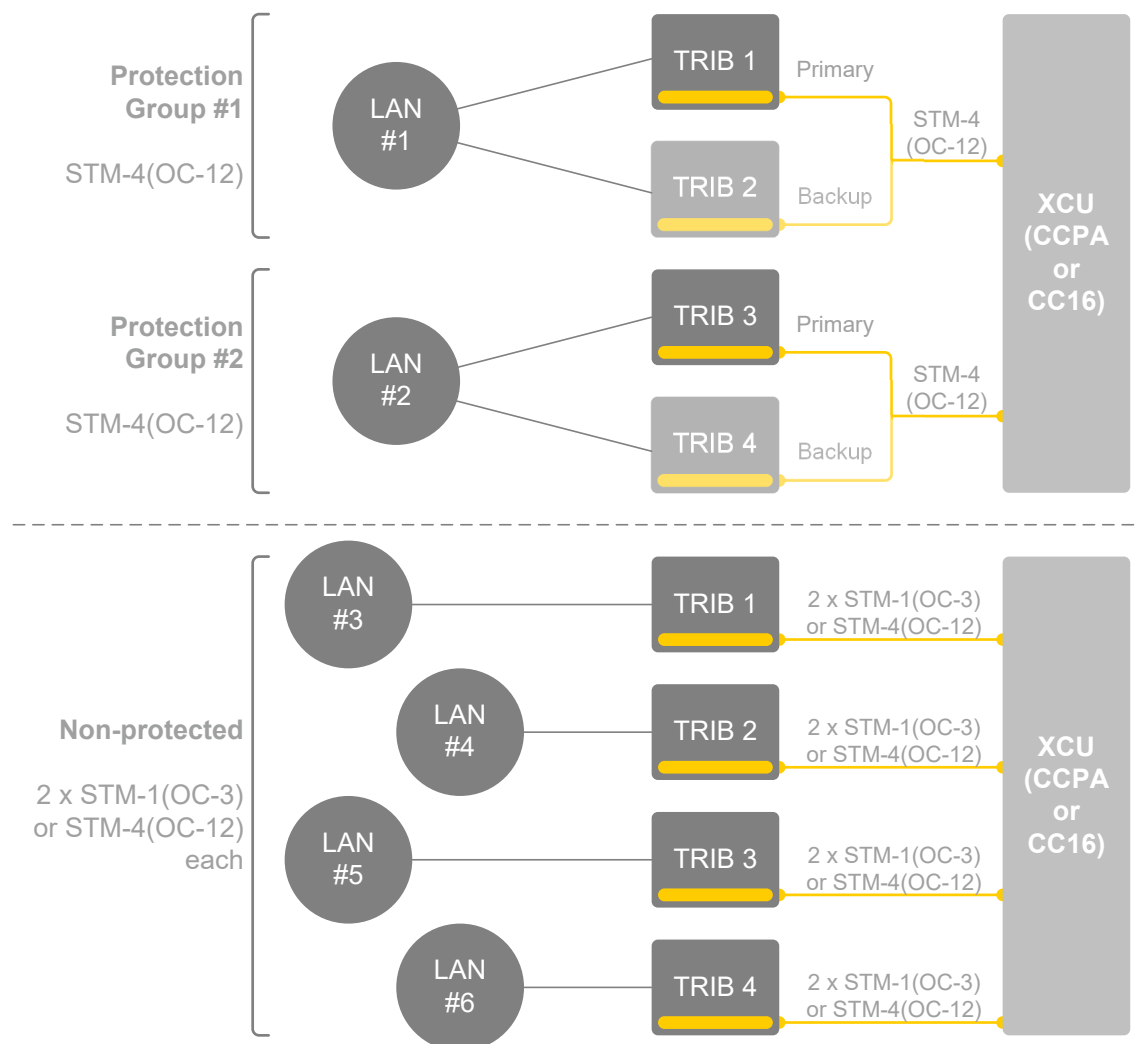 Protection
Group #1
STM-4(OC-12)
LAN
#1
TRIB 1
Primary
TRIB 2
Backup
STM-4
(OC-12)
Protection
Group #2
STM-4(OC-12)
LAN
#2
TRIB 3
Primary
TRIB 4
Backup
STM-4
(OC-12)
XCU
(CCPA
or
CC16)
Non-protected
2 x STM-1(OC-3)
or STM-4(OC-12)
each
LAN
#3
TRIB 1
2 x STM-1(OC-3)
or STM-4(OC-12)
LAN
#4
TRIB 2
2 x STM-1(OC-3)
or STM-4(OC-12)
LAN
#5
TRIB 3
2 x STM-1(OC-3)
or STM-4(OC-12)
LAN
#6
TRIB 4
2 x STM-1(OC-3)
or STM-4(OC-12)
XCU
(CCPA
or
CC16)